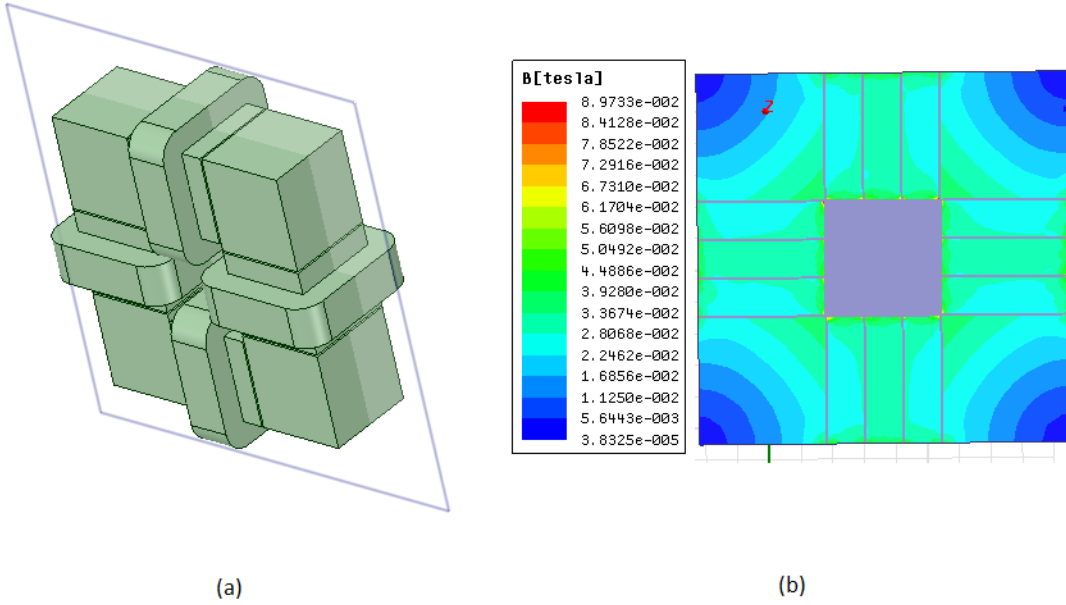 B[tesla]
8.9733e-002
8.4128e-002
7.8522e-002
7.2916e-002
6.7310e-002
6.1704e-002
5.6098e-002
5.0492e-002
4.4886e-002
3.9280e-002
3.3674e-002
2.8068e-002
2.2462e-002
1.6856e-002
1.1250e-002
5.6443e-003
3.8325e-005
Z
(a)
(b)